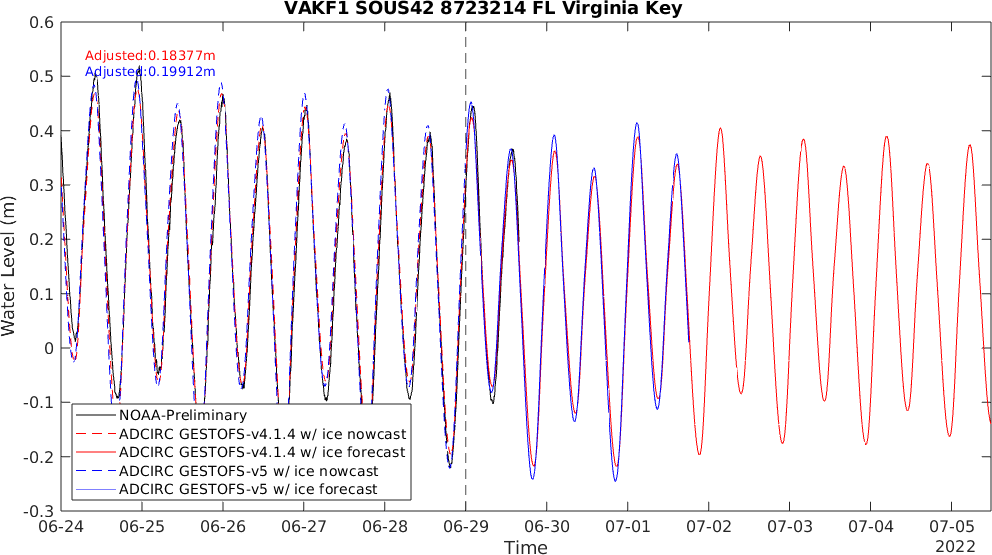 VAKF1 SOUS42 8723214 FL Virginia Key
Adjusted:0.18377m
Adjusted:0.19912m
Water Level (m)
0.6
0.5
0.4
0.3
0.2
0.1
0
-0.1
-0.2
-0.3
NOAA-Preliminary
ADCIRC GESTOFS-v4.1.4 w/ ice nowcast
ADCIRC GESTOFS-v4.1.4 w/ ice forecast
ADCIRC GESTOFS-v5 w/ ice nowcast
ADCIRC GESTOFS-v5 w/ ice forecast
06-24 06-25 06-26 06-27 06-28 06-29 06-30 07-01 07-02 07-03 07-04 07-05
Time
2022